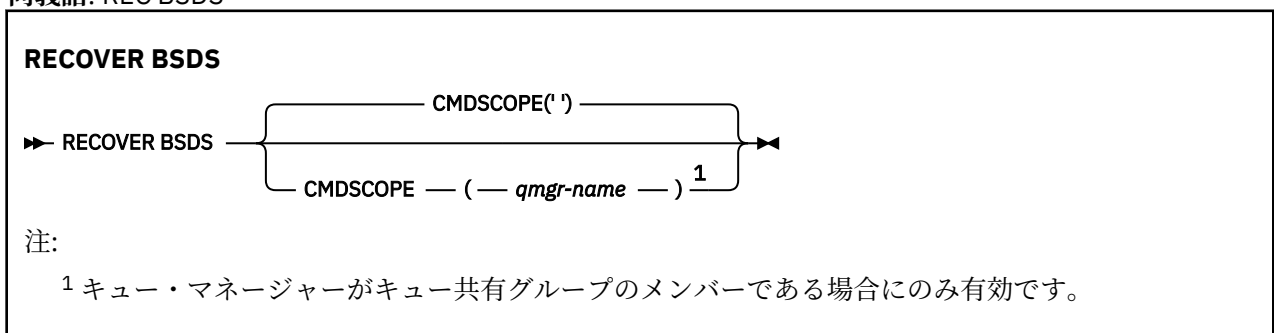 同義語: REC BSDS
RECOVER BSDS
CMDSCOPE(' ')
RECOVER BSDS
CMDSCOPE ( qmgr-name ) 1
注:
1 キュー・マネージャーがキュー共有グループのメンバーである場合にのみ有効です。